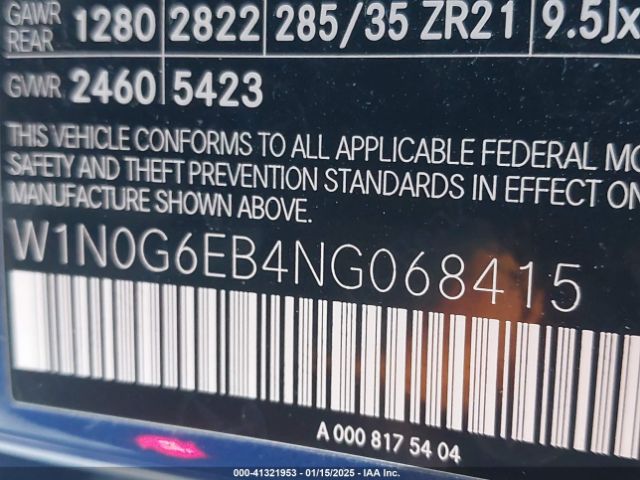 GAWR
REAR 1280 2822 285/35 ZR21 9.5Jx
GVWR 2460 5423
THIS VEHICLE CONFORMS TO ALL APPLICABLE FEDERAL MO
SAFETY AND THEFT PREVENTION STANDARDS IN EFFECT ON
MANUFACTURE SHOWN ABOVE.
W1N0G6EB4NG068415
A 000 817 54 04
000-41321953 - 01/15/2025 - IAA Inc.